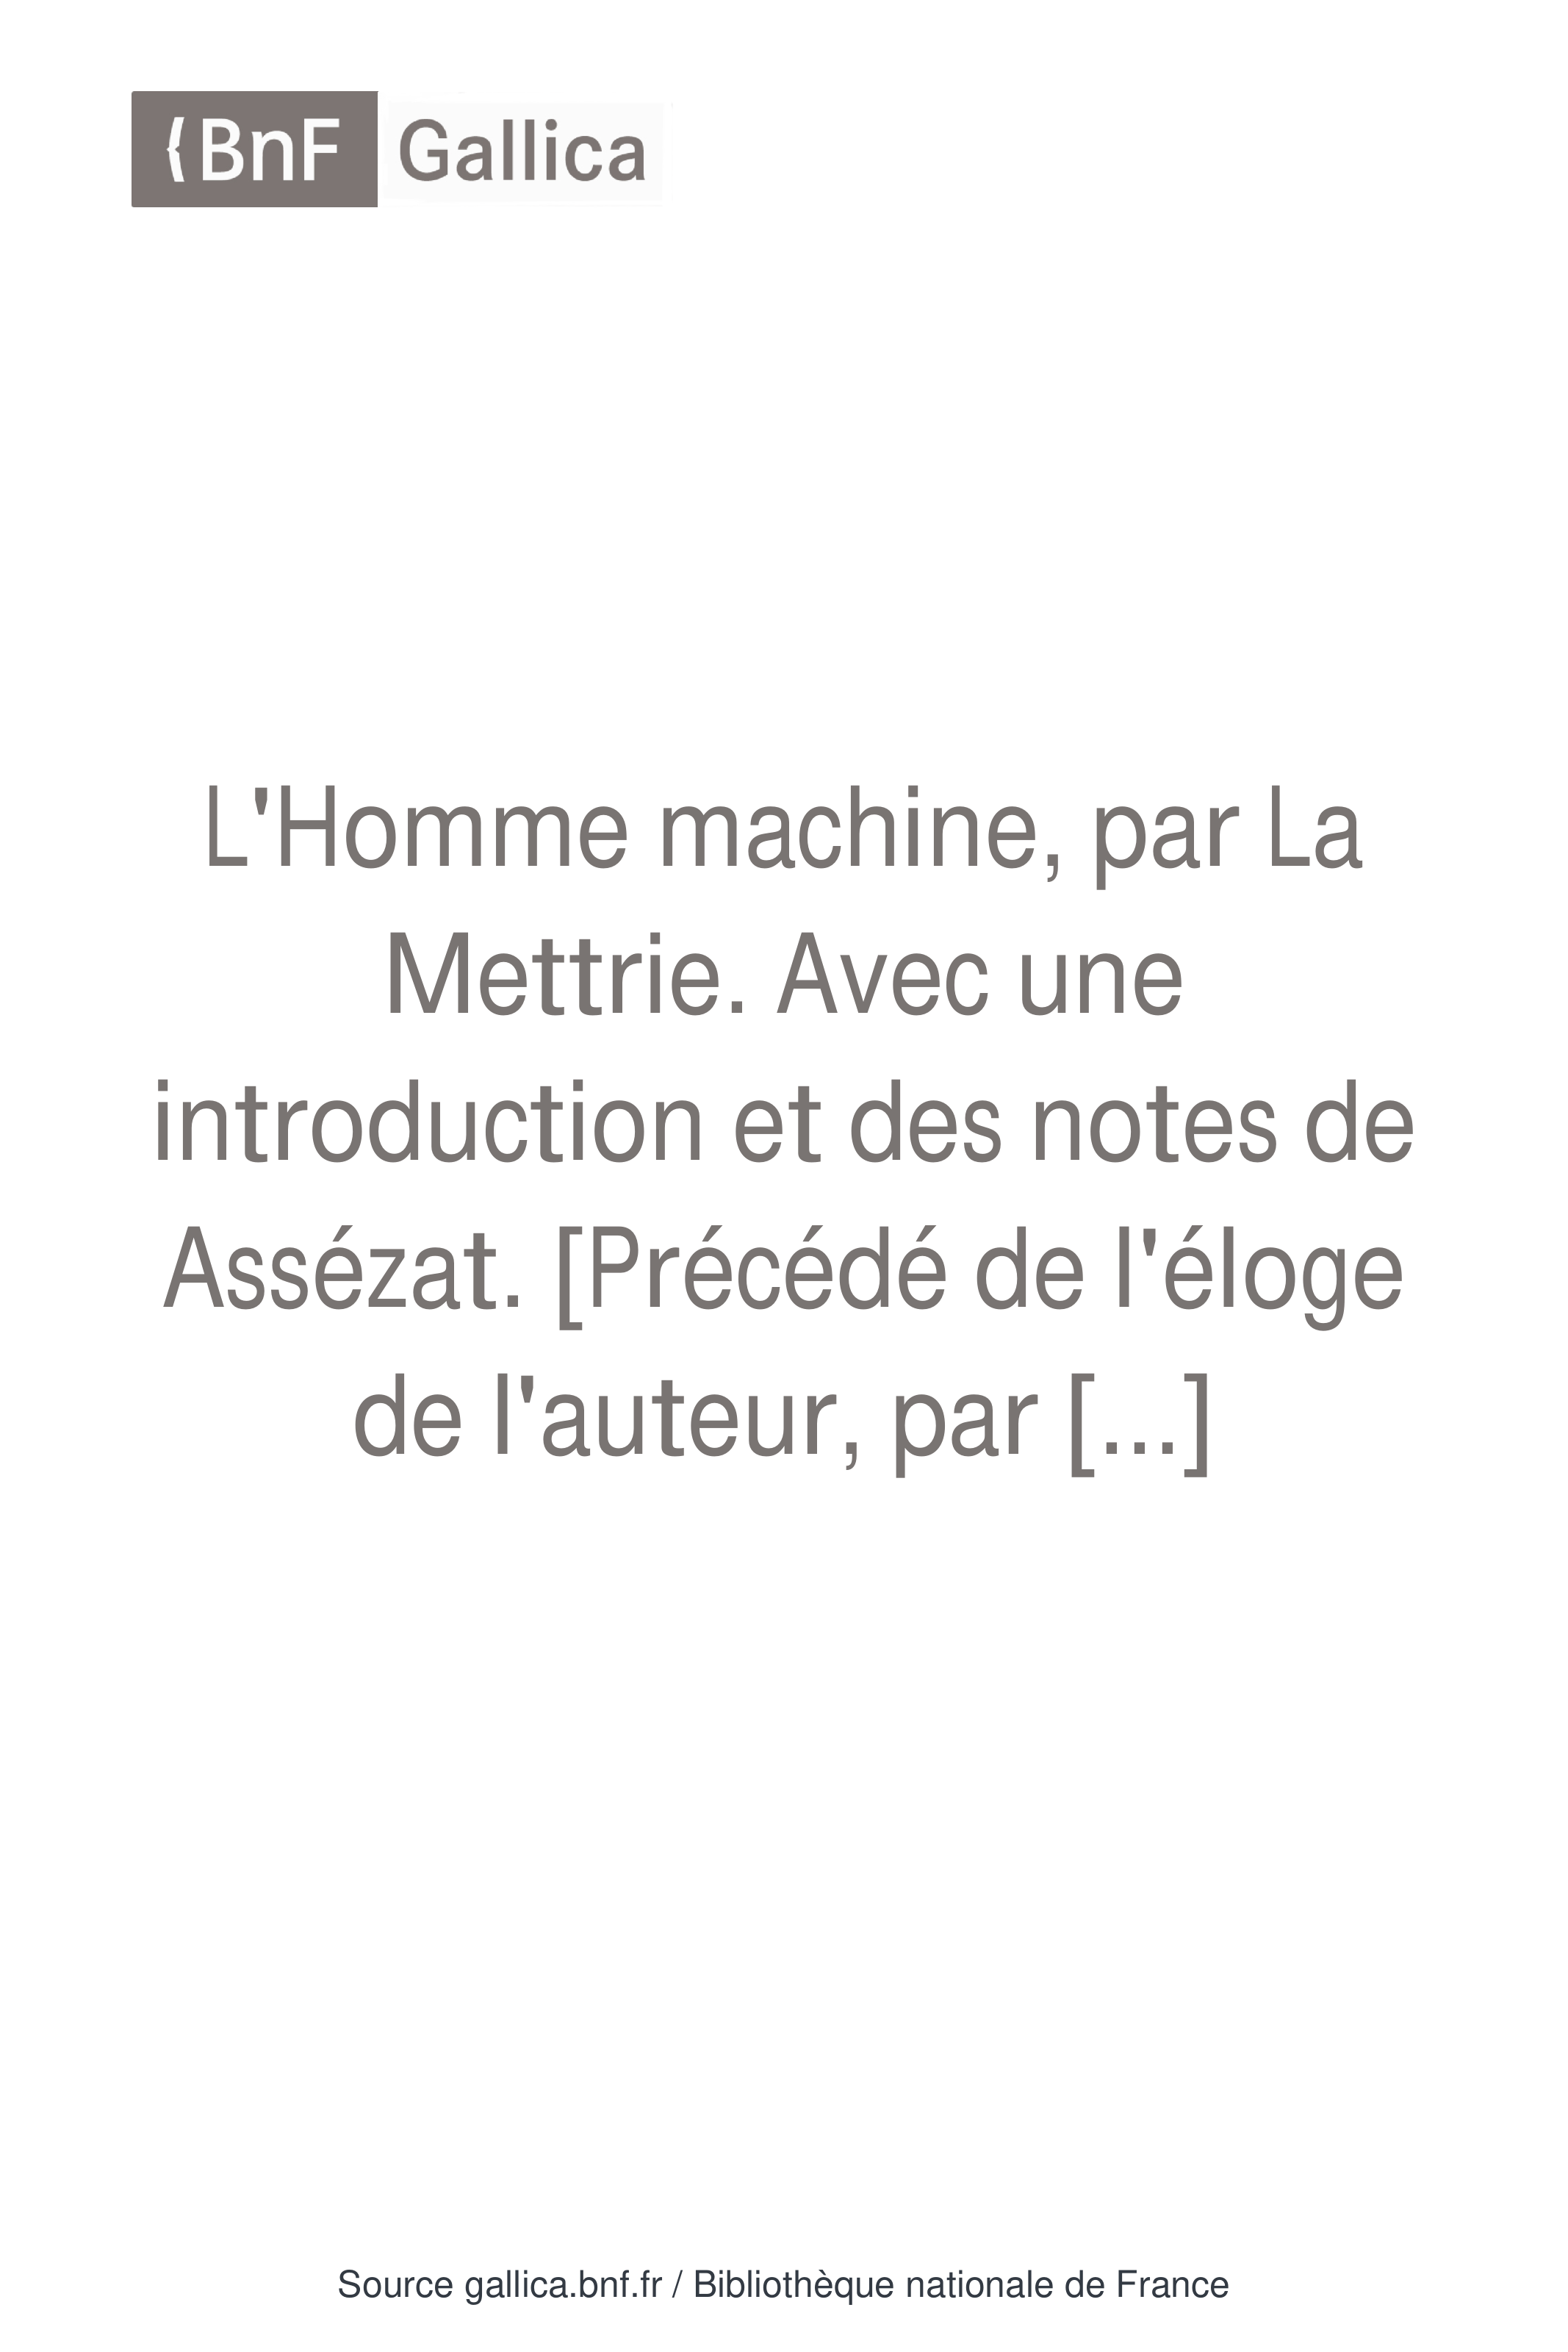 BnF Gallica
L'Homme machine, par La
Mettrie. Avec une
introduction et des notes de
Assézat. [Précédé de l'éloge
de l'auteur, par [...]
Source gallica.bnf.fr / Bibliothèque nationale de France